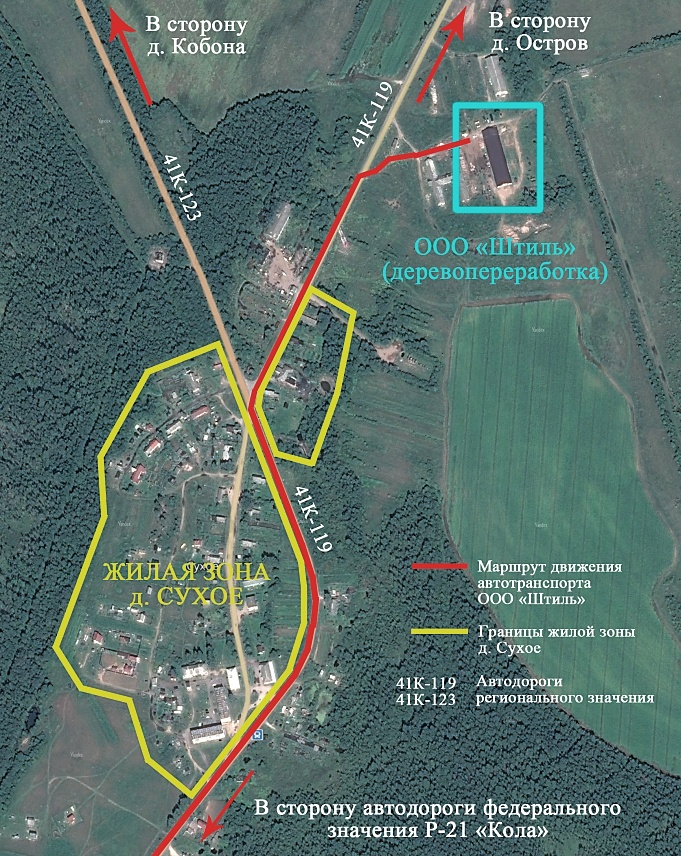 В сторону
д. Кобона
В сторону
д. Остров
41К-119
41К-123
ООО «Штиль»
(деревопереработка)
41К-119
ЖИЛАЯ ЗОНА
д. СУХОЕ
Маршрут движения
автотранспорта
ООО «Штиль»
Границы жилой зоны
д. Сухое
41К-119 Автодороги
41К-123 регионального значения
В сторону автодороги федерального
значения Р-21 «Кола»